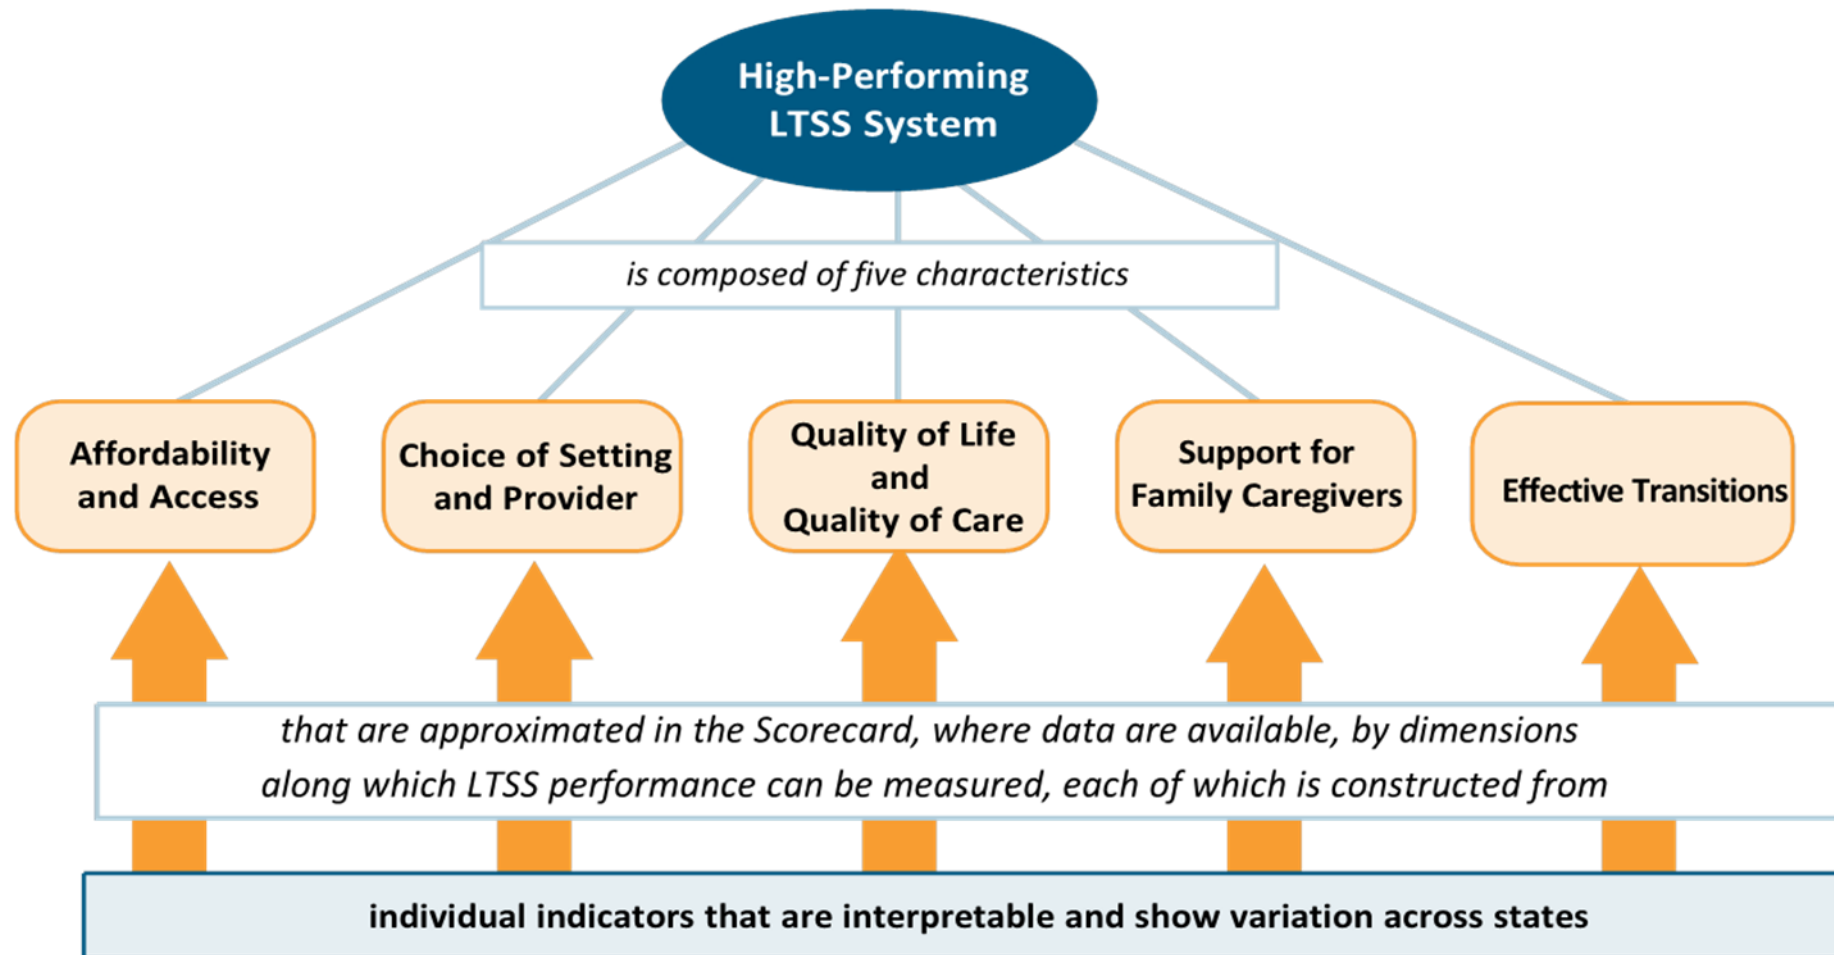 High-Performing
LTSS System
is composed of five characteristics
Affordability
and Access
Choice of Setting
and Provider
Quality of Life
and
Quality of Care
Support for
Family Caregivers
Effective Transitions
that are approximated in the Scorecard, where data are available, by dimensions
along which LTSS performance can be measured, each of which is constructed from
individual indicators that are interpretable and show variation across states